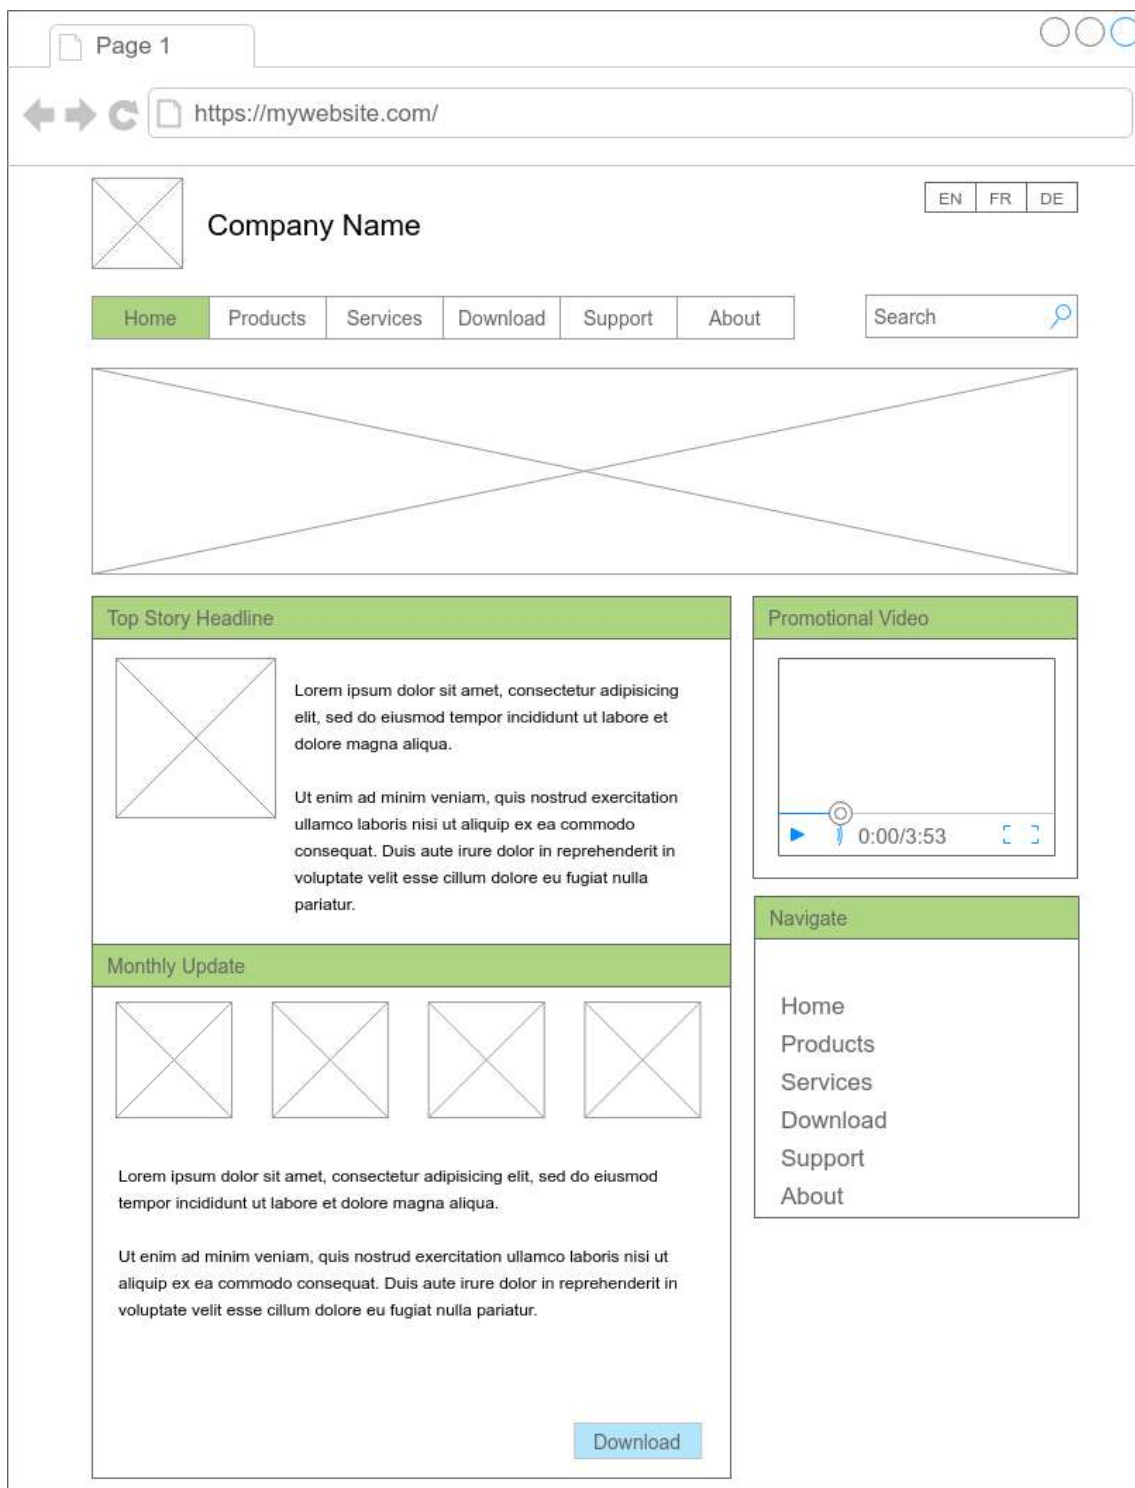 Page 1
https://mywebsite.com/
EN FR DE
Company Name
Home Products Services Download Support About
Search
Top Story Headline
Lorem ipsum dolor sit amet, consectetur adipisicing
elit, sed do eiusmod tempor incididunt ut labore et
dolore magna aliqua.
Ut enim ad minim veniam, quis nostrud exercitation
ullamco laboris nisi ut aliquip ex ea commodo
consequat. Duis aute irure dolor in reprehenderit in
voluptate velit esse cillum dolore eu fugiat nulla
pariatur.
Monthly Update
Lorem ipsum dolor sit amet, consectetur adipisicing elit, sed do eiusmod
tempor incididunt ut labore et dolore magna aliqua.
Ut enim ad minim veniam, quis nostrud exercitation ullamco laboris nisi ut
aliquip ex ea commodo consequat. Duis aute irure dolor in reprehenderit in
voluptate velit esse cillum dolore eu fugiat nulla pariatur.
Download
Promotional Video
0:00/3:53
Navigate
Home
Products
Services
Download
Support
About